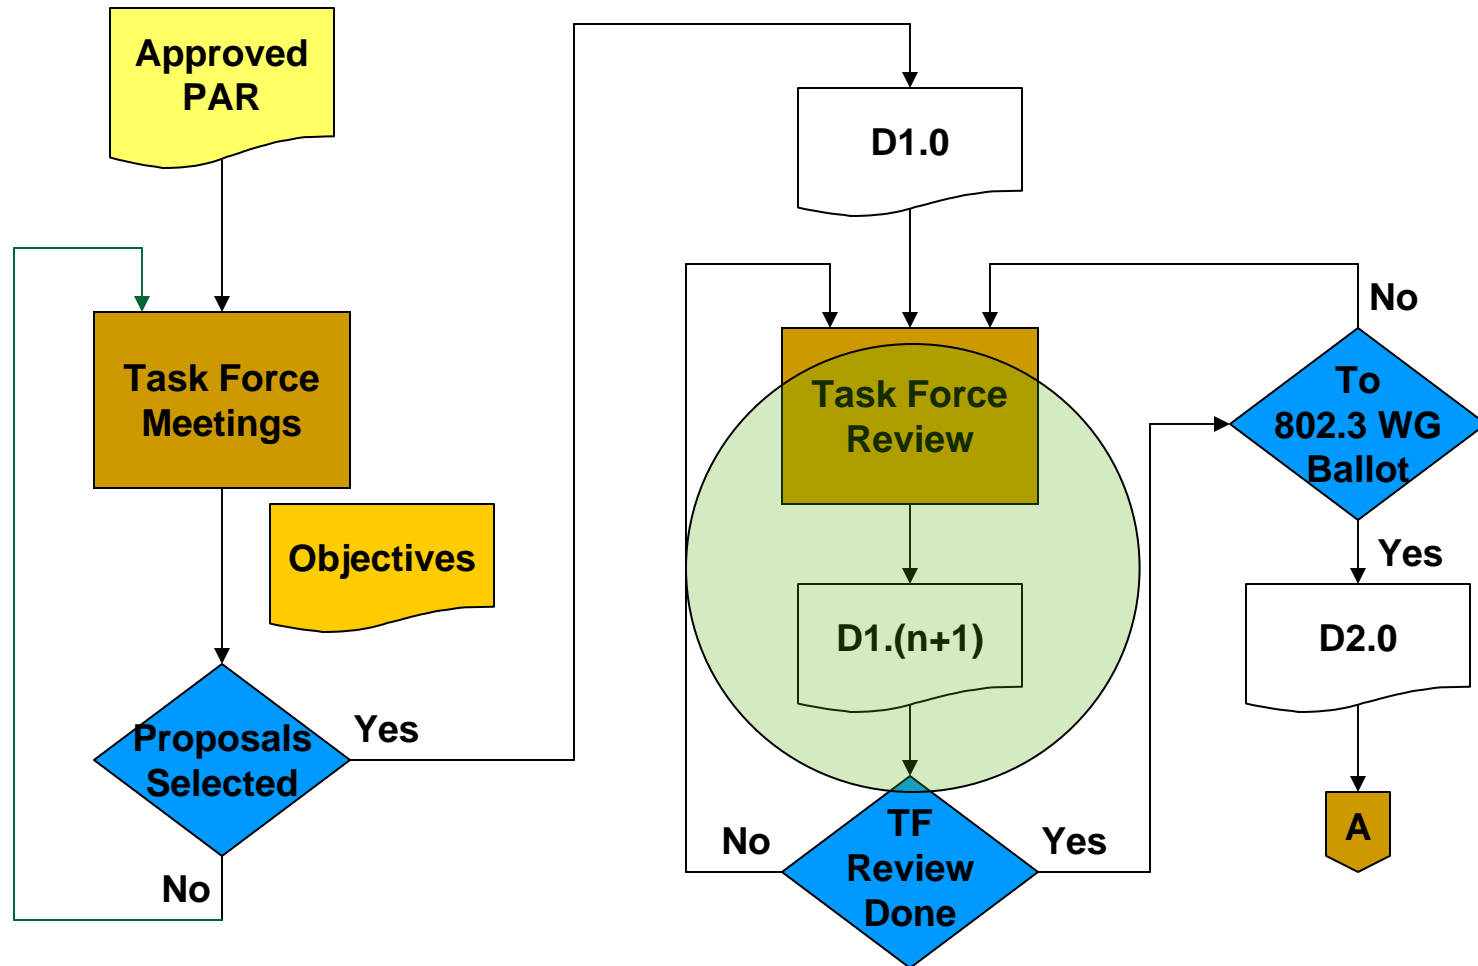 Approved
PAR
Task Force
Meetings
Objectives
Proposals
Selected
Yes
No
D1.0
Task Force
Review
D1.(n+1)
TF
Review
Done
No
Yes
To
802.3 WG
Ballot
No
Yes
D2.0
A